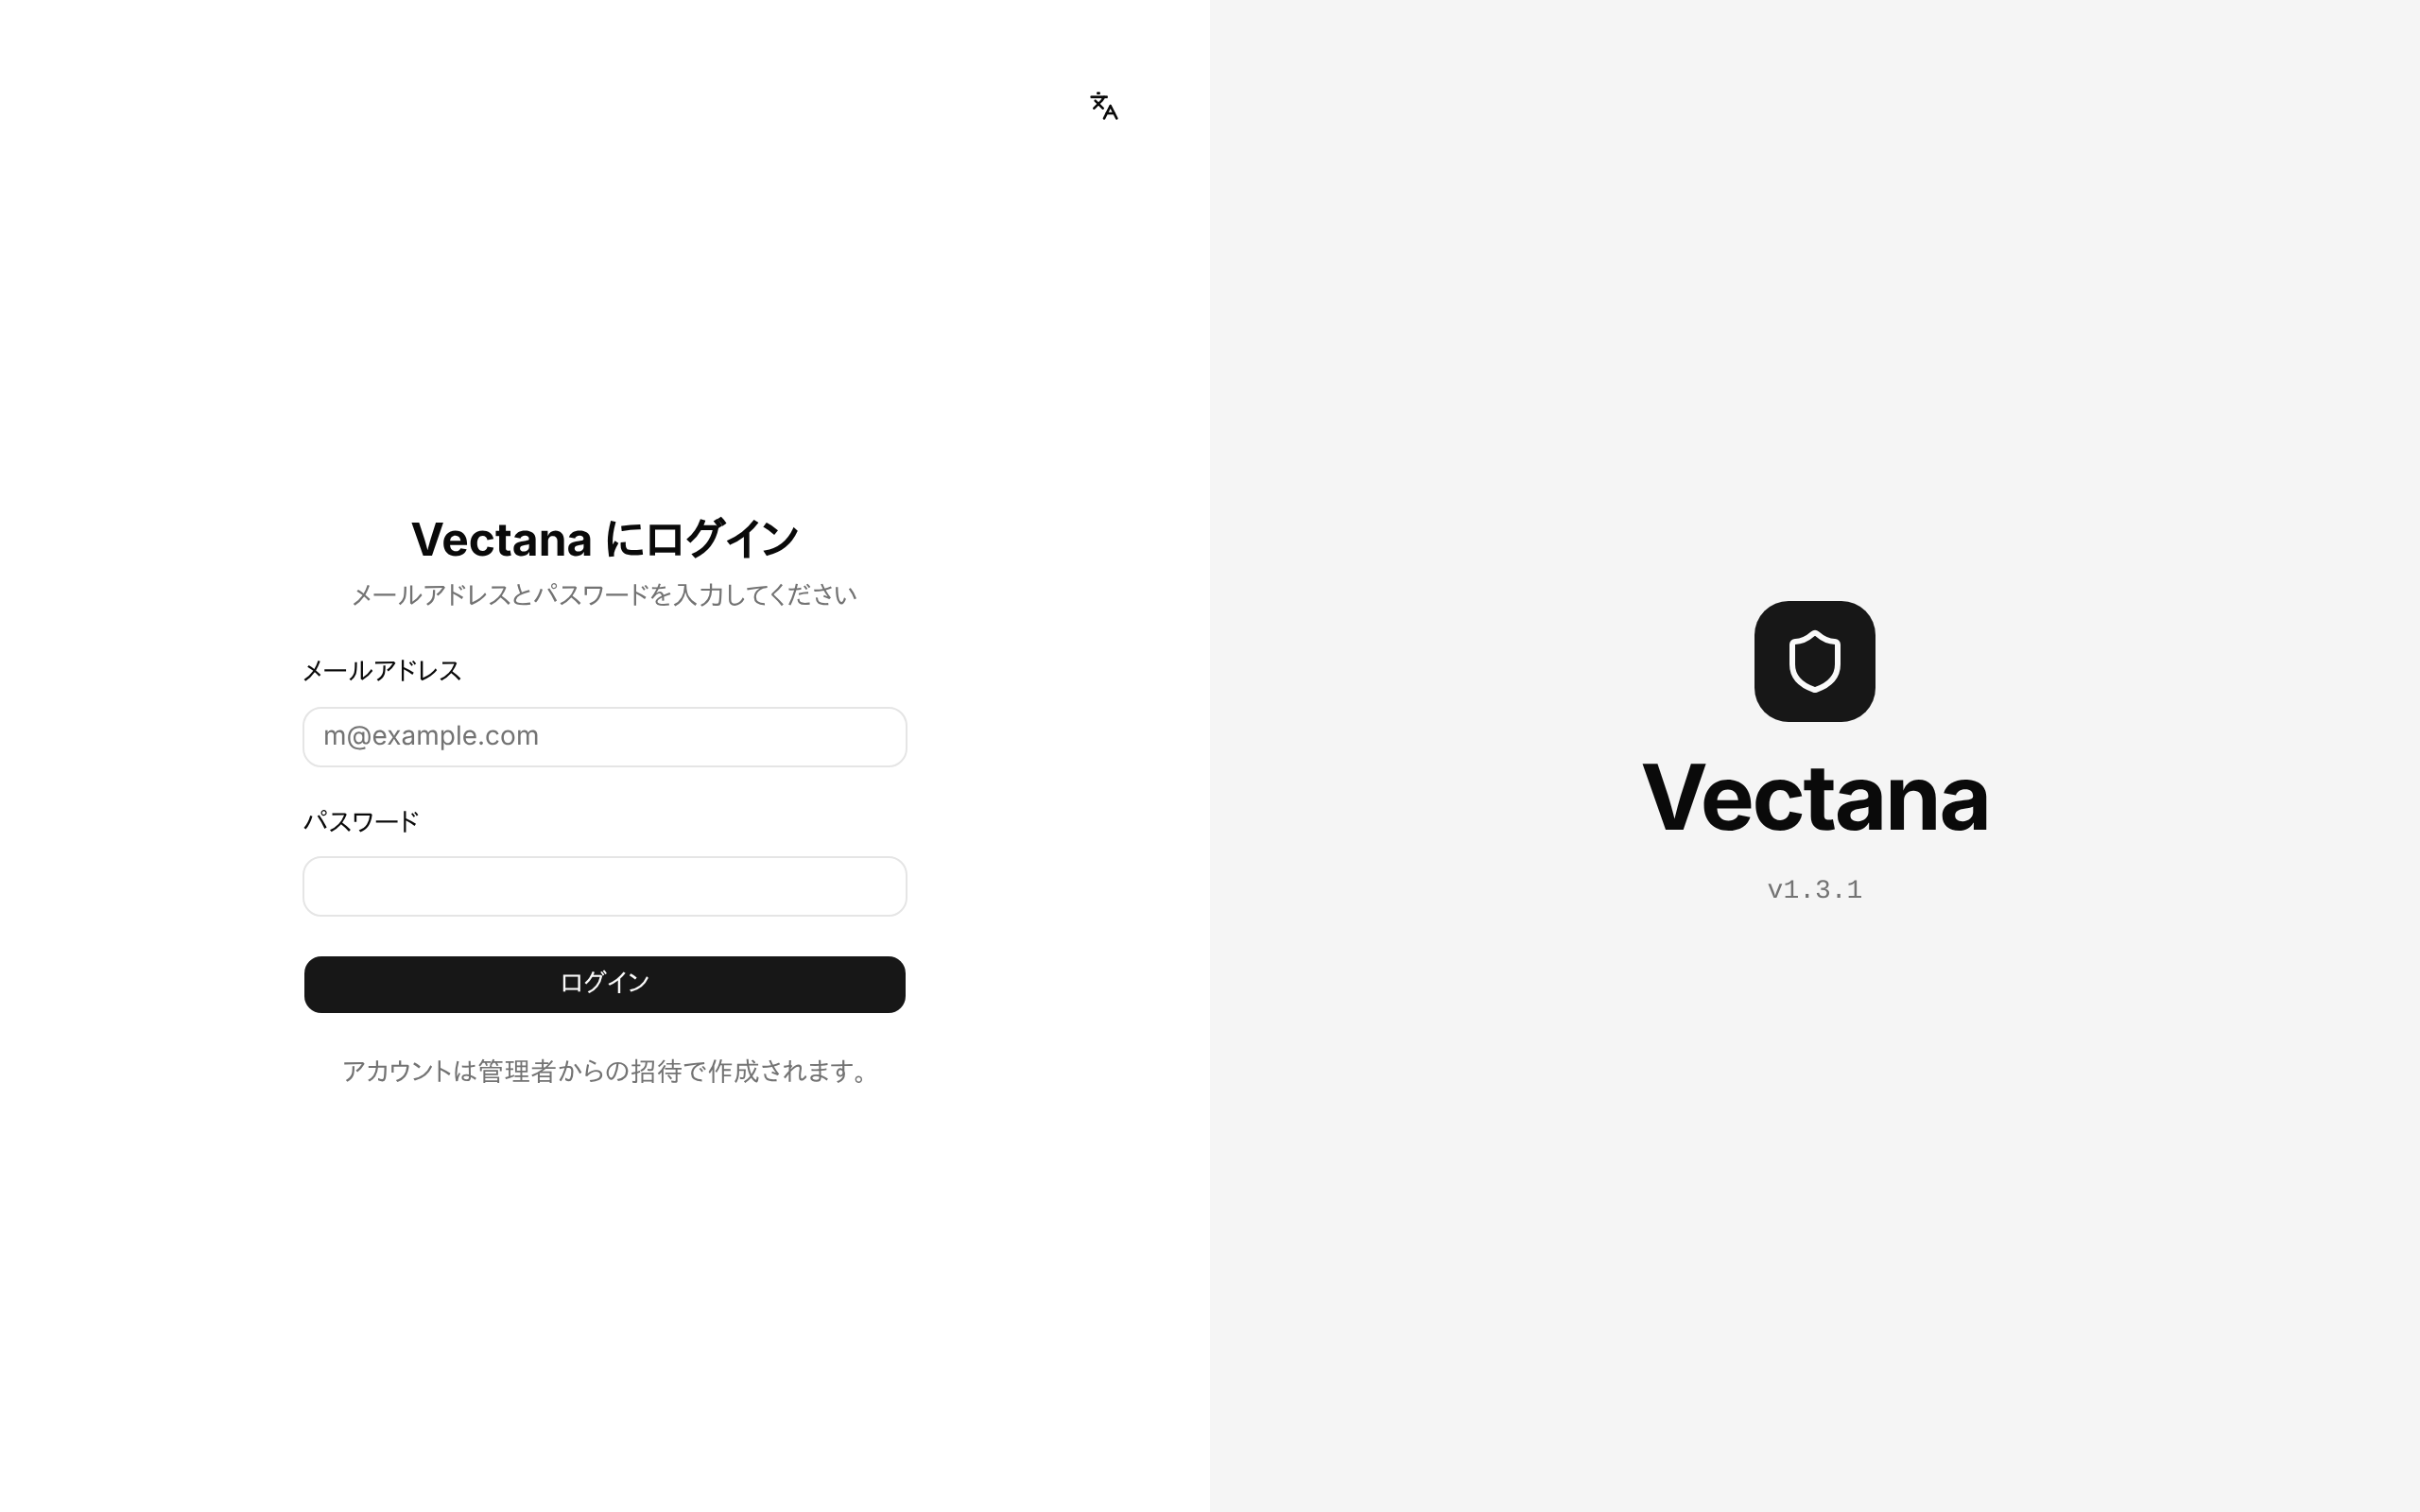 Vectana にログイン
メールアドレスとパスワードを入力してください
メールアドレス
m@example.com
パスワード
ログイン
アカウントは管理者からの招待で作成されます。
Vectana
v1.3.1